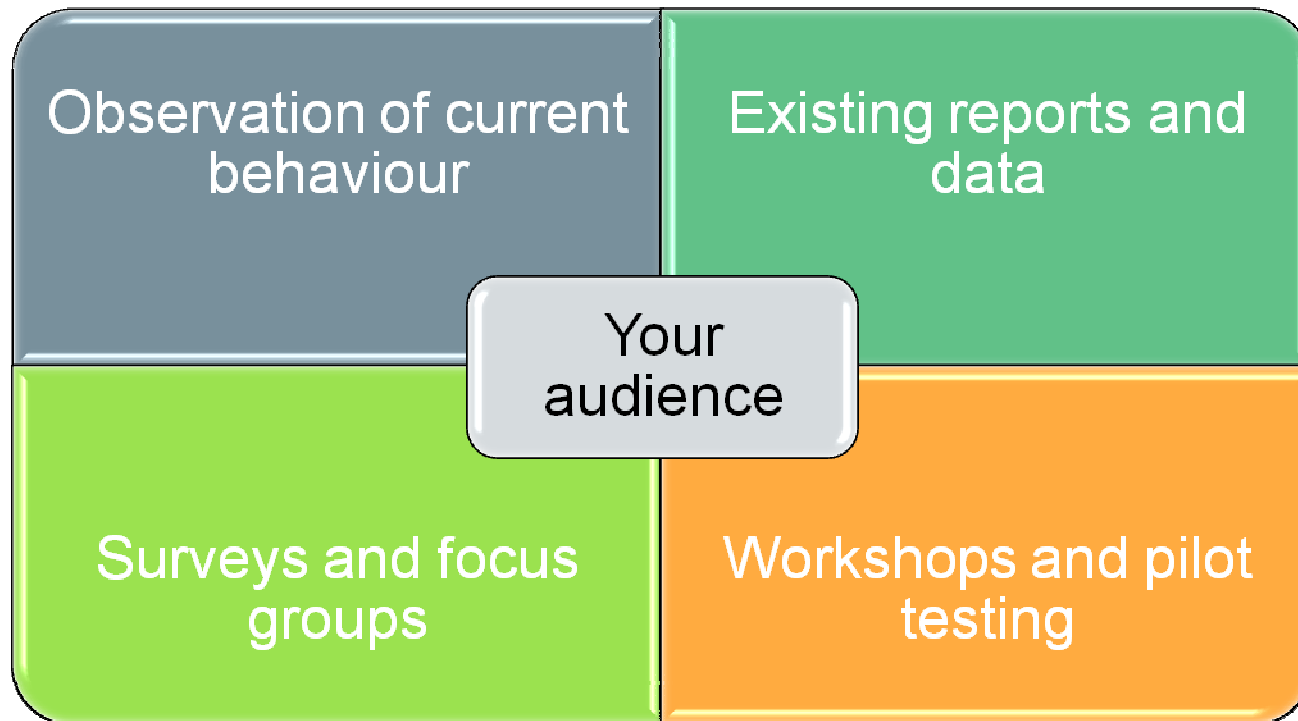 Observation of current
behaviour
Existing reports and
data
Your
audience
Surveys and focus
groups
Workshops and pilot
testing